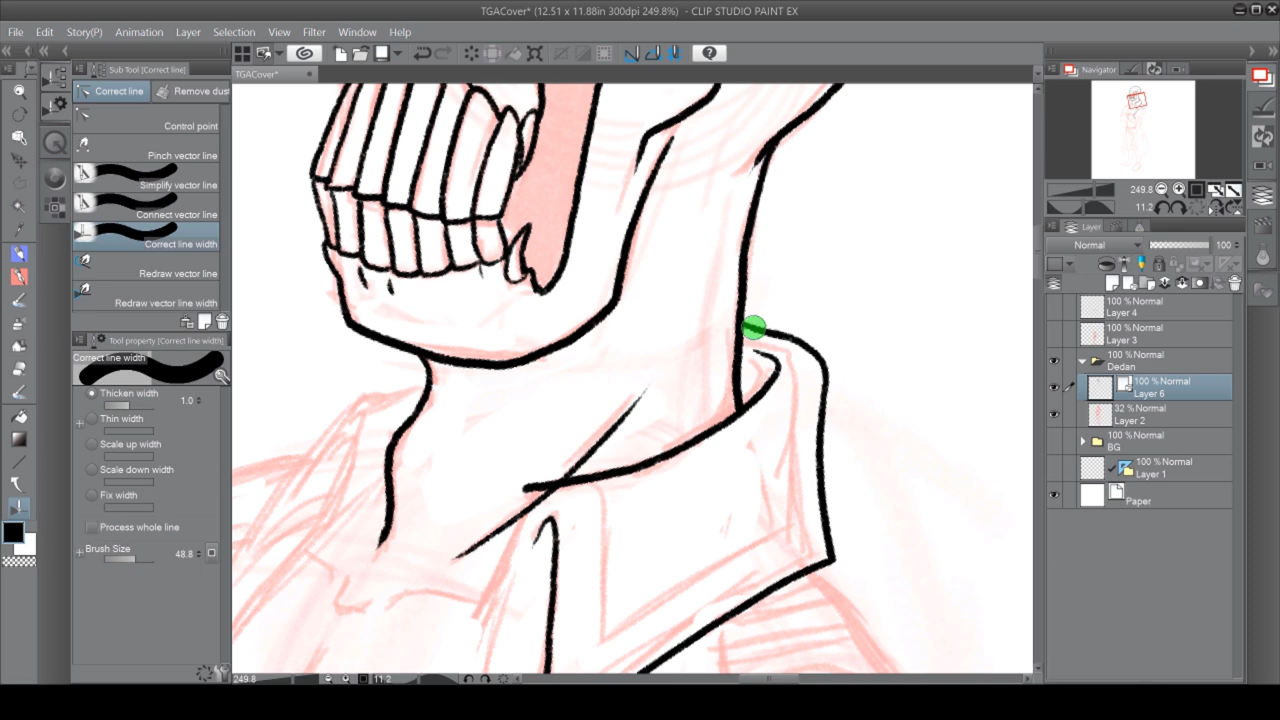 TGACover* (12.51 x 11.88in 300dpi 249.8%) - CLIP STUDIO PAINT EX
File Edit Story(P) Animation Layer Selection View Filter Window Help
Sub Tool [Correct line]
TGACover*
Navigator
Correct line
Remove dust
Control point
Pinch vector line
Simplify vector line
Connect vector line
Correct line width
Redraw vector line
Redraw vector line width
Tool property [Correct line width]
Correct line width
Thicken width 1.0
Thin width
Scale up width
Scale down width
Fix width
Process whole line
Brush Size 48.8
249.8 11.2
249.8
11.2
Layer
Normal 100
100 % Normal
Layer 4
100 % Normal
Layer 3
100 % Normal
Dedan
100 % Normal
Layer 6
32 % Normal
Layer 2
100 % Normal
BG
100 % Normal
Layer 1
Paper